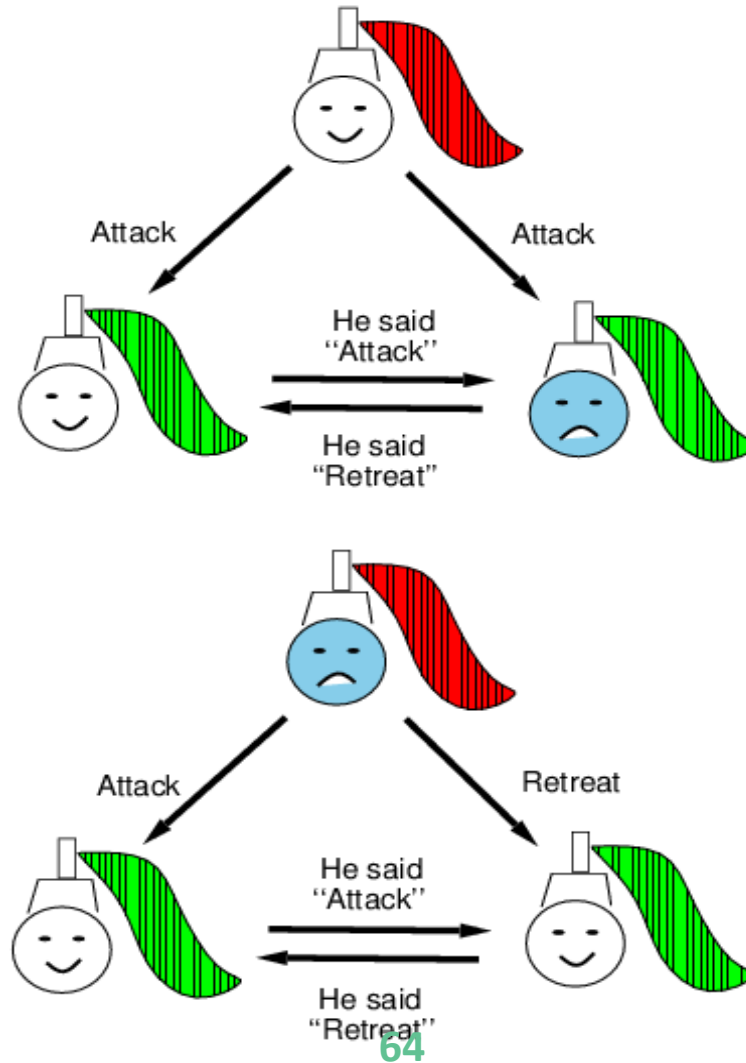 Attack
Attack
He said
‘‘Attack’’
He said
‘‘Retreat’’
Attack
Retreat
He said
‘‘Attack’’
He said
‘‘Retreat’’
64